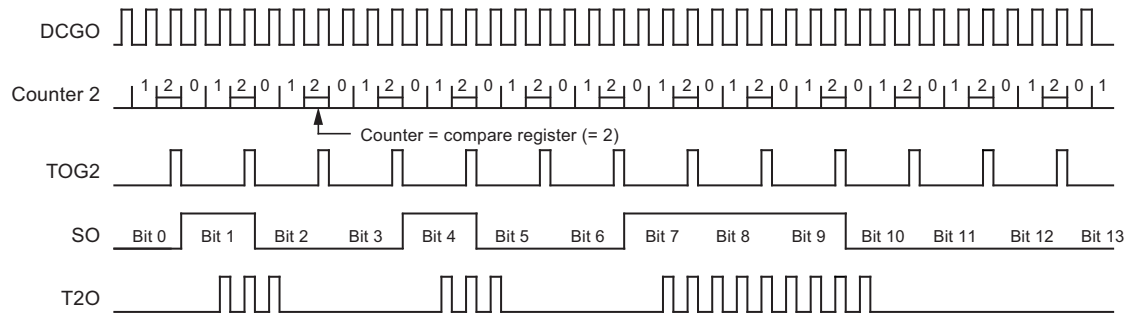 DCGO
Counter 2 1 2 0 1 2 0 1 2 0 1 2 0 1 2 0 1 2 0 1 2 0 1 2 0 1 2 0 1 2 0 1 2 0 1 2 0 1 2 0 1
Counter = compare register (= 2)
TOG2
SO Bit 0 Bit 1 Bit 2 Bit 3 Bit 4 Bit 5 Bit 6 Bit 7 Bit 8 Bit 9 Bit 10 Bit 11 Bit 12 Bit 13
T2O